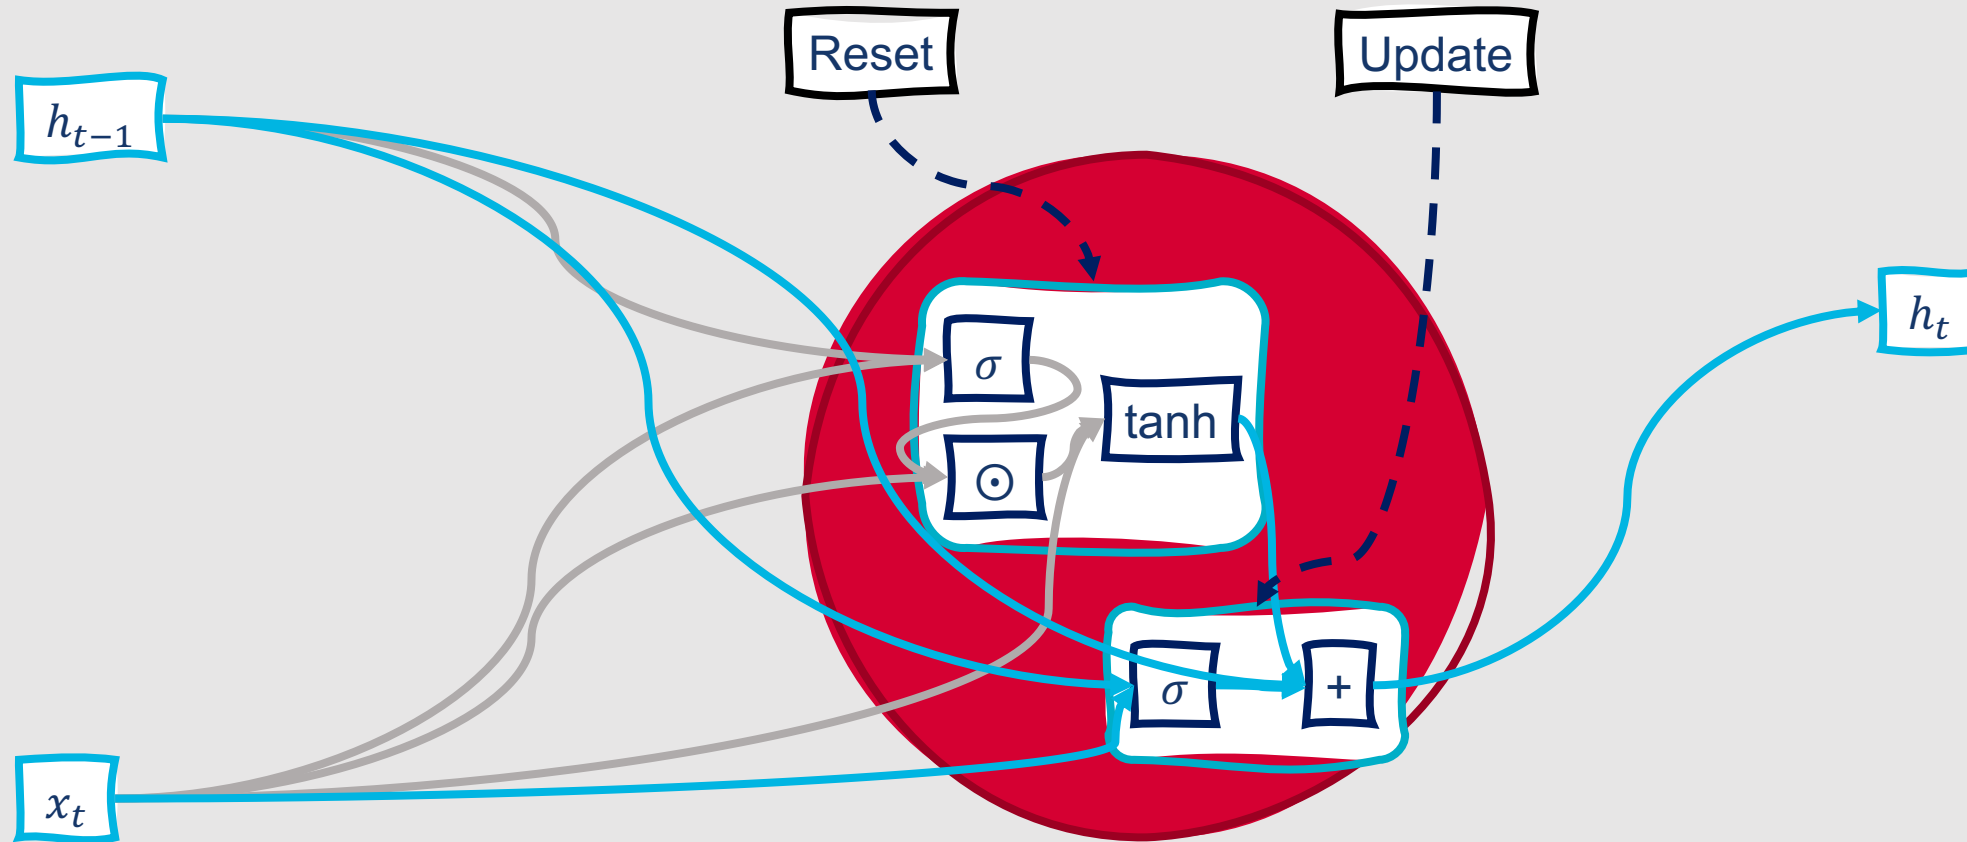 Reset
Update
h_{t−1}
h_t
σ
tanh
⊙
σ
+
x_t